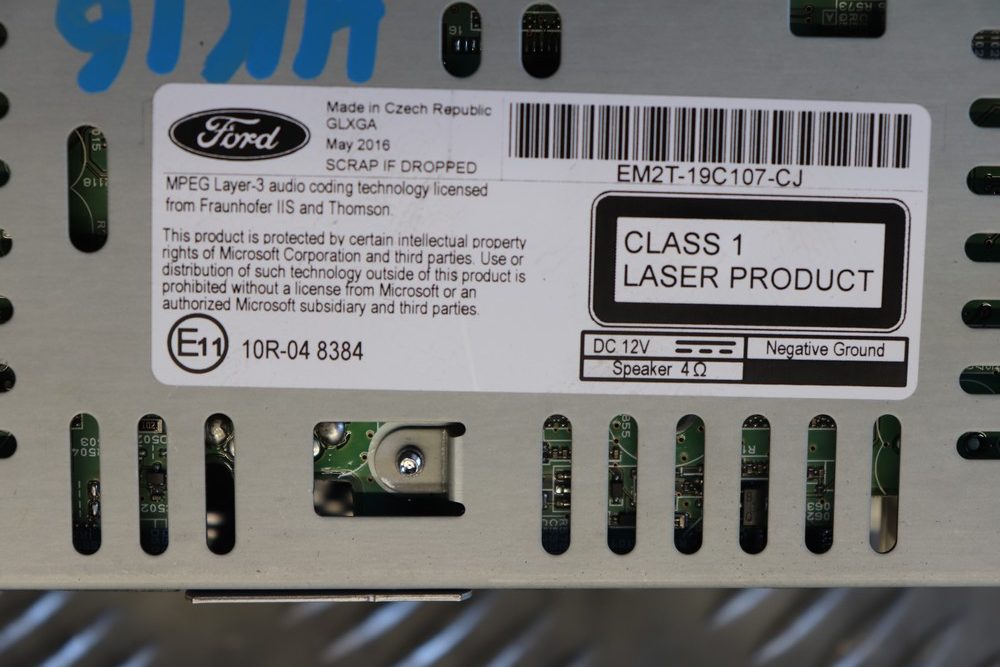 Ford
Made in Czech Republic
GLXGA
May 2016
SCRAP IF DROPPED
MPEG Layer-3 audio coding technology licensed
from Fraunhofer IIS and Thomson.
This product is protected by certain intellectual property
rights of Microsoft Corporation and third parties. Use or
distribution of such technology outside of this product is
prohibited without a license from Microsoft or an
authorized Microsoft subsidiary and third parties.
E11 10R-04 8384
EM2T-19C107-CJ
CLASS 1
LASER PRODUCT
DC 12V
Negative Ground
Speaker 4Ω